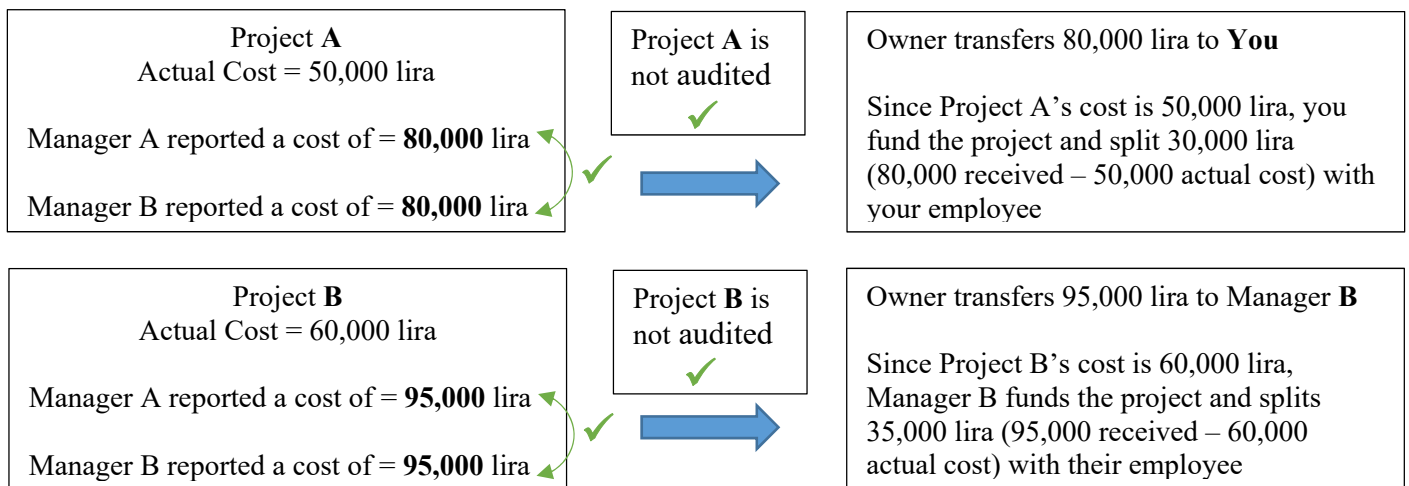 Project A
Actual Cost = 50,000 lira
Manager A reported a cost of = 80,000 lira
Manager B reported a cost of = 80,000 lira
Project A is
not audited
Owner transfers 80,000 lira to You
Since Project A's cost is 50,000 lira, you
fund the project and split 30,000 lira
(80,000 received – 50,000 actual cost) with
your employee
Project B
Actual Cost = 60,000 lira
Manager A reported a cost of = 95,000 lira
Manager B reported a cost of = 95,000 lira
Project B is
not audited
Owner transfers 95,000 lira to Manager B
Since Project B's cost is 60,000 lira,
Manager B funds the project and splits
35,000 lira (95,000 received – 60,000
actual cost) with their employee